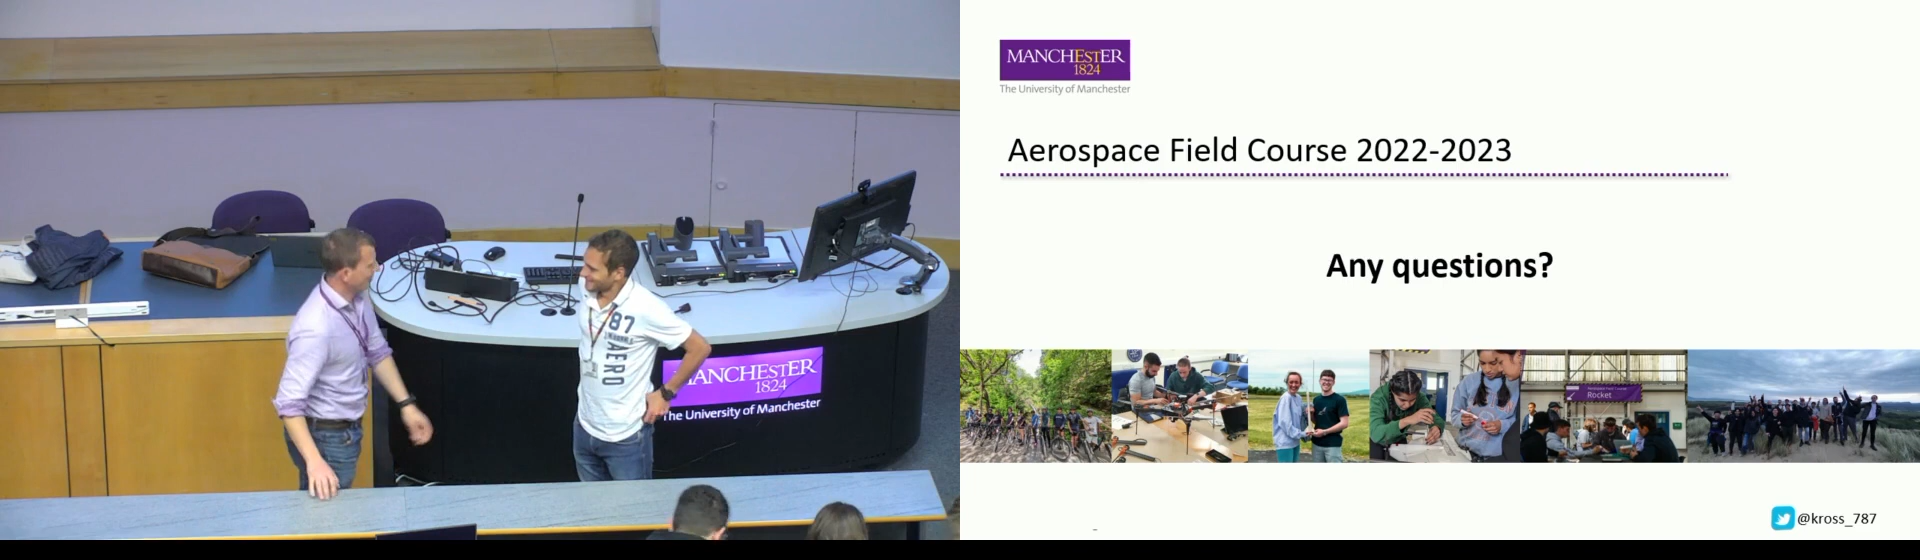 87
AERO
MANCHESTER
1824
The University of Manchester
MANCHESTER
1824
The University of Manchester
Aerospace Field Course 2022-2023
Any questions?
Rocket
@kross_787